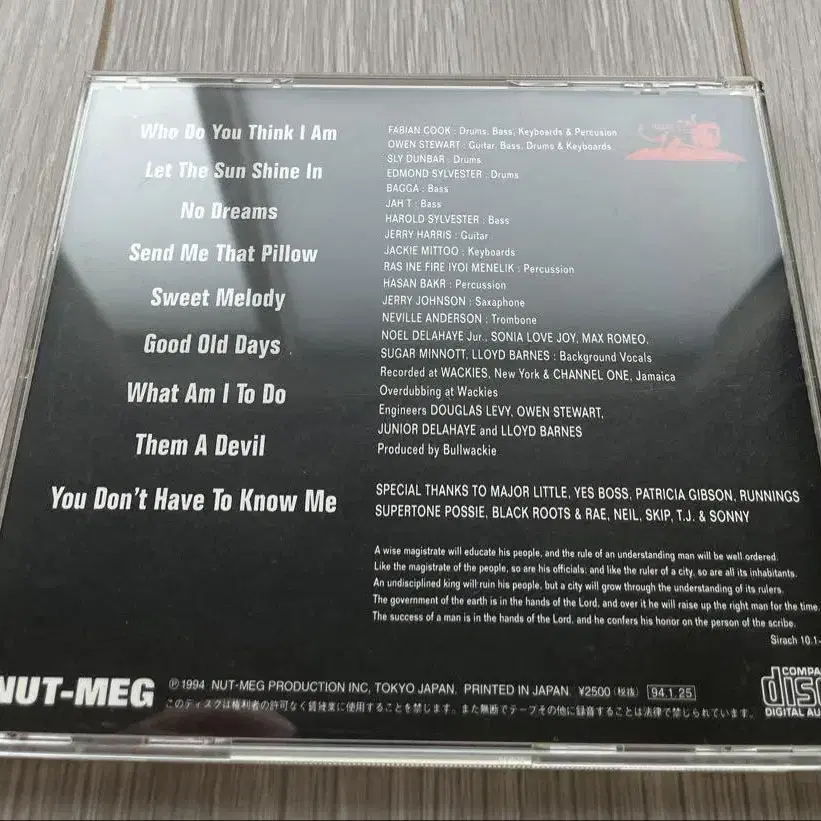 Who Do You Think I Am
Let The Sun Shine In
No Dreams
Send Me That Pillow
Sweet Melody
Good Old Days
What Am I To Do
Them A Devil
You Don't Have To Know Me
FABIAN COOK : Drums, Bass, Keyboards & Percusion
OWEN STEWART : Guitar, Bass, Drums & Keyboards
SLY DUNBAR : Drums
EDMOND SYLVESTER : Drums
BAGGA : Bass
JAH T : Bass
HAROLD SYLVESTER : Bass
JERRY HARRIS : Guitar
JACKIE MITTOO : Keyboards
RAS INE FIRE IYOI MENELIK : Percussion
HASAN BAKR : Percussion
JERRY JOHNSON : Saxaphone
NEVILLE ANDERSON : Trombone
NOEL DELAHAYE Jur., SONIA LOVE JOY, MAX ROMEO,
SUGAR MINNOTT, LLOYD BARNES : Background Vocals
Recorded at WACKIES, New York & CHANNEL ONE, Jamaica
Overdubbing at Wackies
Engineers DOUGLAS LEVY, OWEN STEWART,
JUNIOR DELAHAYE and LLOYD BARNES
Produced by Bullwackie
SPECIAL THANKS TO MAJOR LITTLE, YES BOSS, PATRICIA GIBSON, RUNNINGS
SUPERTONE POSSIE, BLACK ROOTS & RAE, NEIL, SKIP, T.J. & SONNY
A wise magistrate will educate his people, and the rule of an understanding man will be well ordered.
Like the magistrate of the people, so are his officials: and like the ruler of a city, so are all its inhabitants.
An undisciplined king will ruin his people, but a city will grow through the understanding of its rulers.
The government of the earth is in the hands of the Lord, and over it he will raise up the right man for the time.
The success of a man is in the hands of the Lord, and he confers his honor on the person of the scribe.
Sirach 10.1-
NUT-MEG
Ⓟ1994 NUT-MEG PRODUCTION INC, TOKYO JAPAN. PRINTED IN JAPAN. ¥2500 (税抜) 94.1.25
このディスクは権利者の許可なく賃貸業に使用することを禁じます。また無断でテープその他に録音することは法律で禁じられています。
COMPA
disc
DIGITAL AU